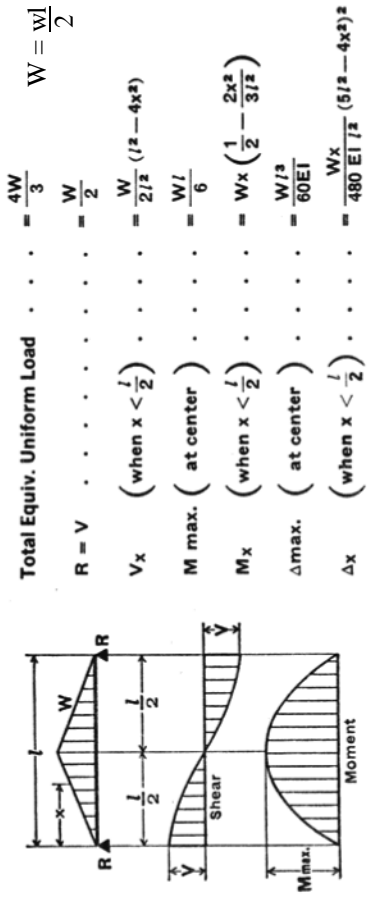 Total Equiv. Uniform Load . . . = 4W/3
W = wl/2
R = V . . . . . . . . . . = W/2
Vx (when x < l/2) . . . . = W/2l² (l² — 4x²)
M max. ( at center ) . . . . = Wl/6
Mx (when x < l/2) . . . . = Wx (1/2 — 2x²/3l²)
Δmax. ( at center ) . . . . = Wl³/60EI
Δx (when x < l/2) . . . . = Wx/480 EI l² (5l² — 4x²)²
l
x
W
R
R
l/2
l/2
V
Shear
V
M max.
Moment